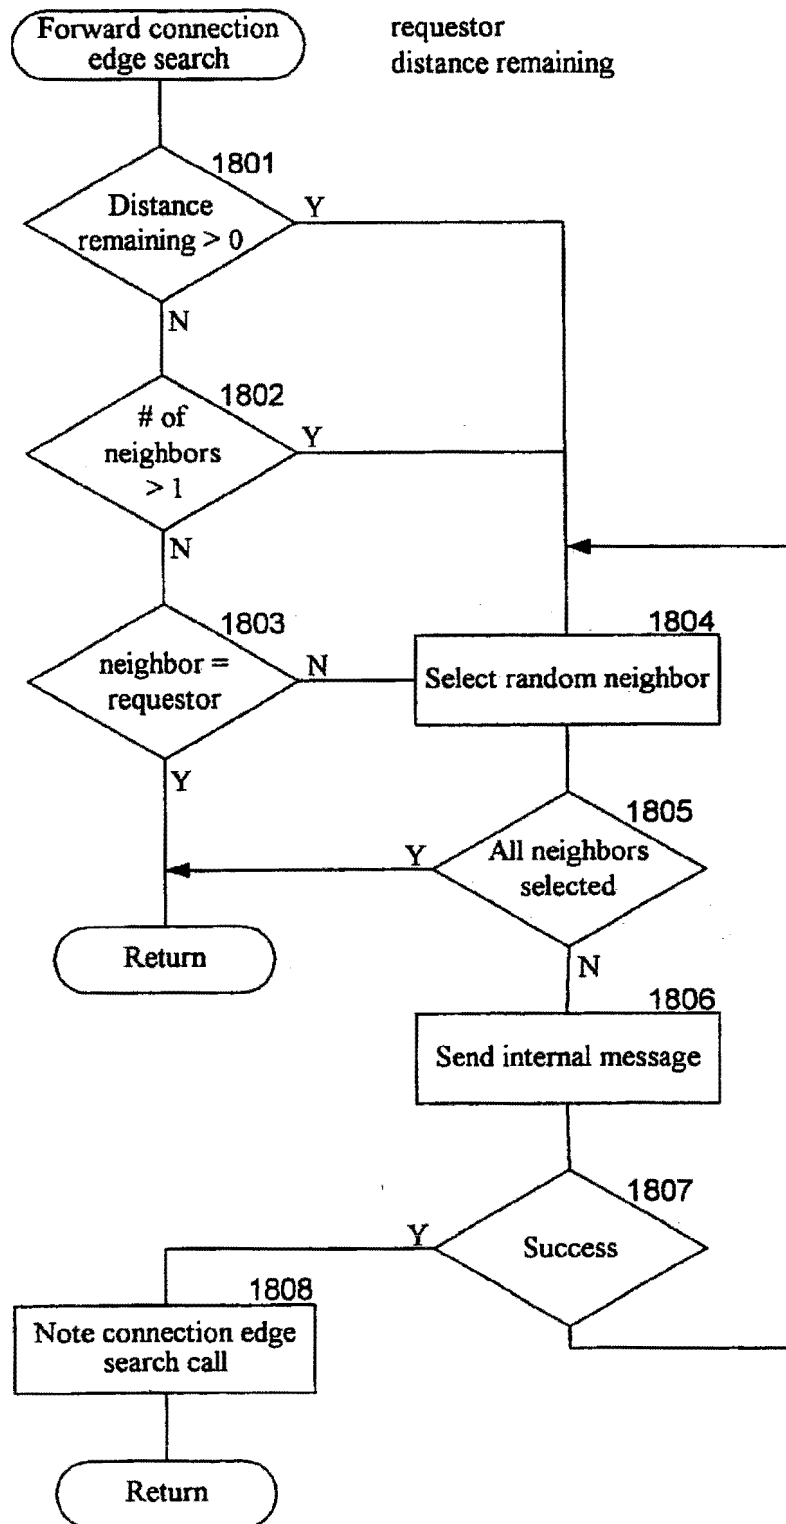 Forward connection
edge search
requestor
distance remaining
1801
Distance
remaining > 0
Y
N
1802
# of
neighbors
> 1
Y
N
1803
neighbor =
requestor
N
Y
1804
Select random neighbor
1805
All neighbors
selected
Y
N
Return
1806
Send internal message
1807
Success
Y
1808
Note connection edge
search call
Return